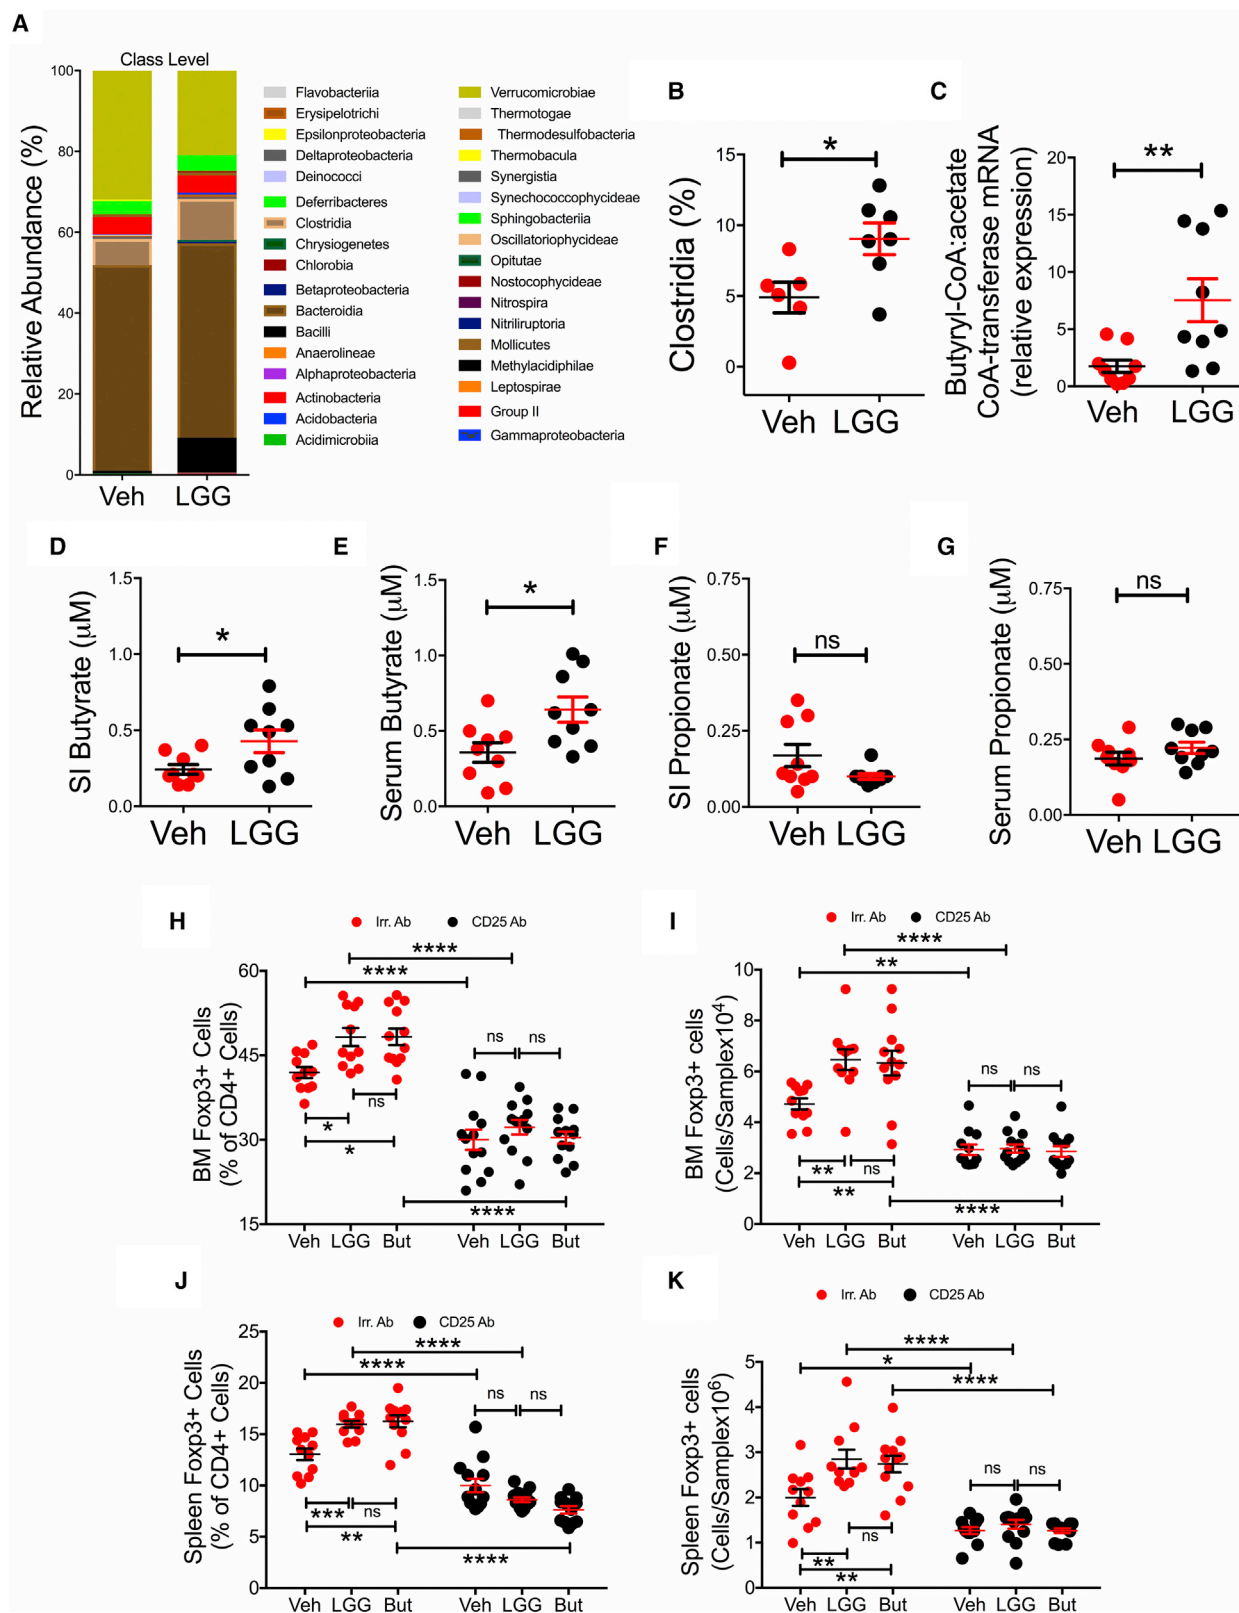 A
Class Level
Relative Abundance (%)
100
80
60
40
20
0
Veh
LGG
Flavobacteriia
Erysipelotrichi
Epsilonproteobacteria
Deltaproteobacteria
Deinococci
Deferribacteres
Clostridia
Chrysiogenetes
Chlorobia
Betaproteobacteria
Bacteroidia
Bacilli
Anaerolineae
Alphaproteobacteria
Actinobacteria
Acidobacteria
Acidimicrobiia
Verrucomicrobiae
Thermotogae
Thermodesulfobacteria
Thermobacula
Synergistia
Synechococcophycideae
Sphingobacteriia
Oscillatoriophycideae
Opitutae
Nostocophycideae
Nitrospira
Nitriliruptoria
Mollicutes
Methylacidiphilae
Leptospirae
Group II
Gammaproteobacteria
B
Clostridia (%)
15
10
5
0
*
Veh LGG
C
Butyryl-CoA:acetate
CoA-transferase mRNA
(relative expression)
20
15
10
5
0
**
Veh LGG
D
SI Butyrate (µM)
1.5
1.0
0.5
0.0
*
Veh LGG
E
Serum Butyrate (µM)
1.5
1.0
0.5
0.0
*
Veh LGG
F
SI Propionate (µM)
0.75
0.50
0.25
0.00
ns
Veh LGG
G
Serum Propionate (µM)
0.75
0.50
0.25
0.00
ns
Veh LGG
H
Irr. Ab CD25 Ab
BM Foxp3+ Cells
(% of CD4+ Cells)
60
45
30
15
****
****
ns ns
ns
*
*
****
Veh LGG But Veh LGG But
I
Irr. Ab CD25 Ab
BM Foxp3+ cells
(Cells/Samplex10⁴)
10
8
6
4
2
0
****
**
ns ns
** ns
**
****
Veh LGG But Veh LGG But
J
Irr. Ab CD25 Ab
Spleen Foxp3+ Cells
(% of CD4+ Cells)
25
20
15
10
5
0
****
****
ns ns
*** ns
**
****
Veh LGG But Veh LGG But
K
Irr. Ab CD25 Ab
Spleen Foxp3+ cells
(Cells/Samplex10⁶)
5
4
3
2
1
0
****
*
****
ns ns
ns
**
**
Veh LGG But Veh LGG But